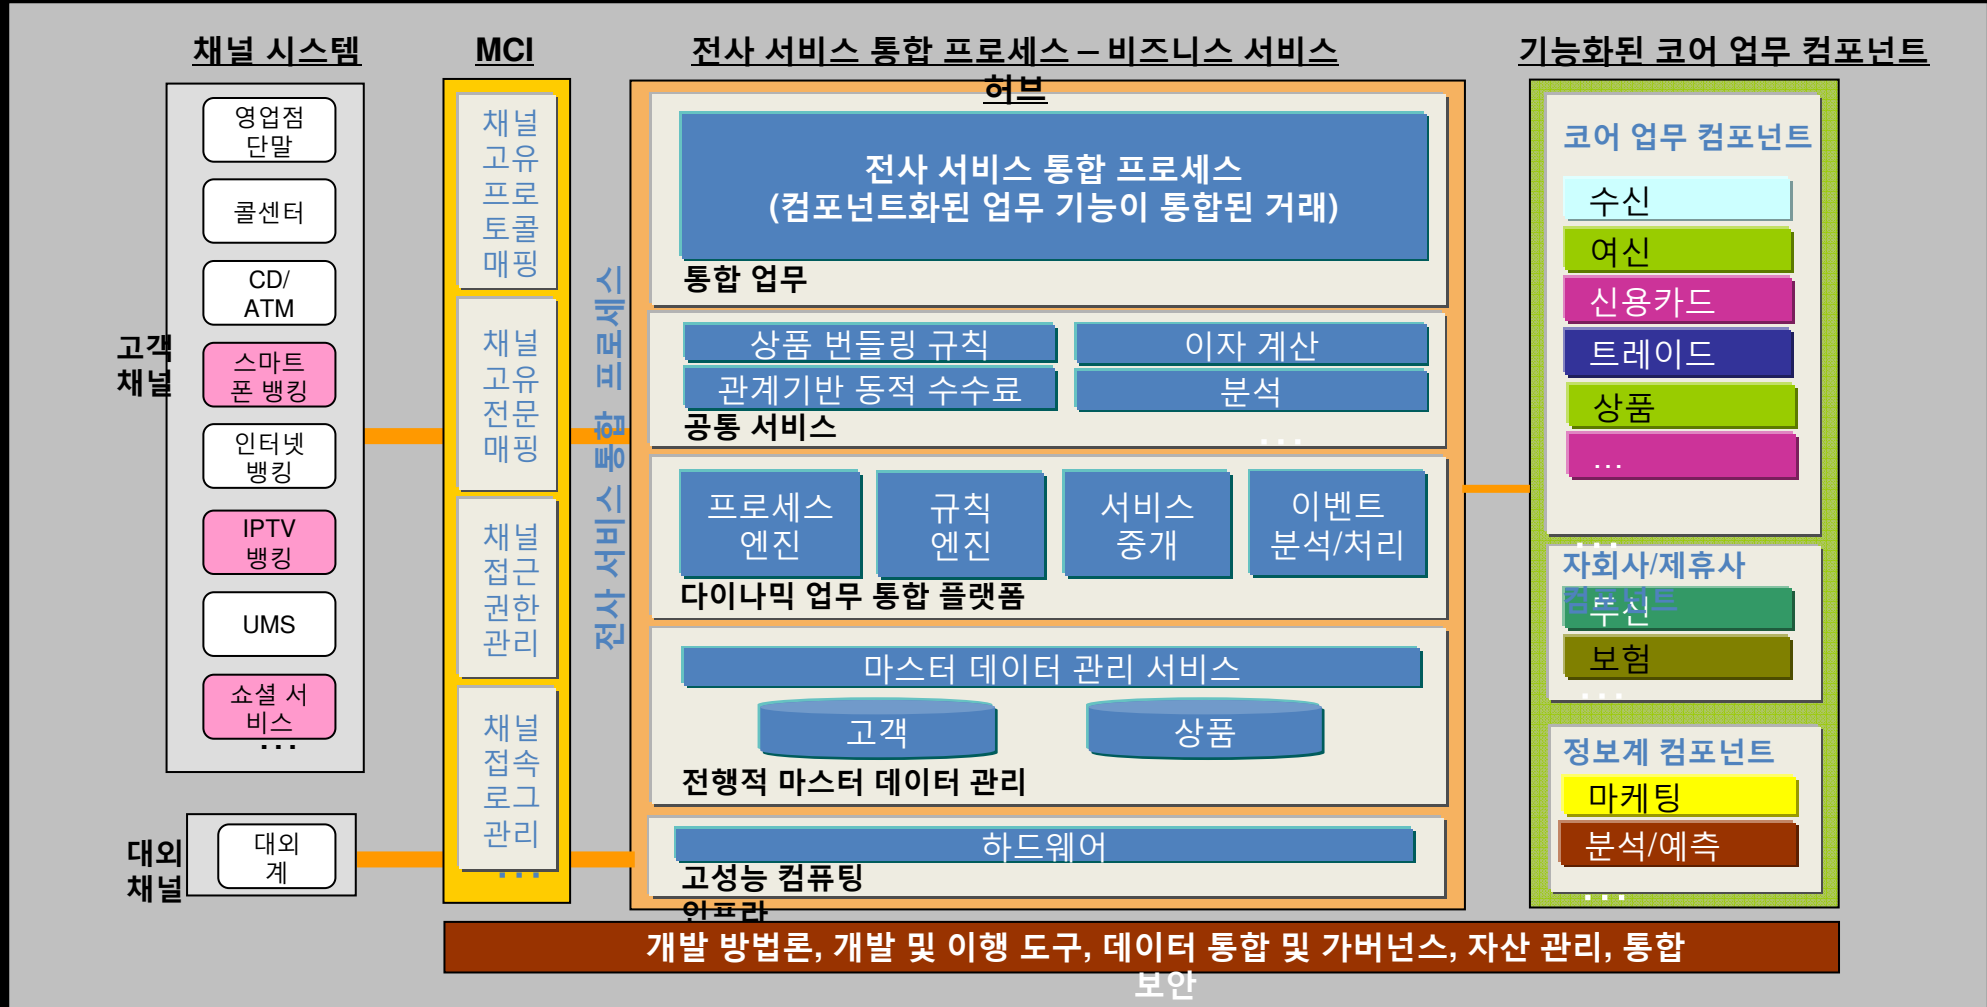 채널 시스템
MCI
전사 서비스 통합 프로세스 – 비즈니스 서비스
허브
기능화된 코어 업무 컴포넌트
고객
채널
영업점
단말
콜센터
CD/
ATM
스마트
폰 뱅킹
인터넷
뱅킹
IPTV
뱅킹
UMS
쇼셜 서
비스
...
대외
채널
대외
계
채널
고유
프로
토콜
매핑
채널
고유
전문
매핑
채널
접근
권한
관리
채널
접속
로그
관리
...
전사 서비스 통합 프로세스
전사 서비스 통합 프로세스
(컴포넌트화된 업무 기능이 통합된 거래)
통합 업무
상품 번들링 규칙
이자 계산
관계기반 동적 수수료
분석
공통 서비스
...
프로세스
엔진
규칙
엔진
서비스
중개
이벤트
분석/처리
다이나믹 업무 통합 플랫폼
마스터 데이터 관리 서비스
고객
상품
전행적 마스터 데이터 관리
하드웨어
고성능 컴퓨팅
인프라
코어 업무 컴포넌트
수신
여신
신용카드
트레이드
상품
...
...
자회사/제휴사
컴포넌트
투신
보험
...
정보계 컴포넌트
마케팅
분석/예측
...
개발 방법론, 개발 및 이행 도구, 데이터 통합 및 가버넌스, 자산 관리, 통합
보안